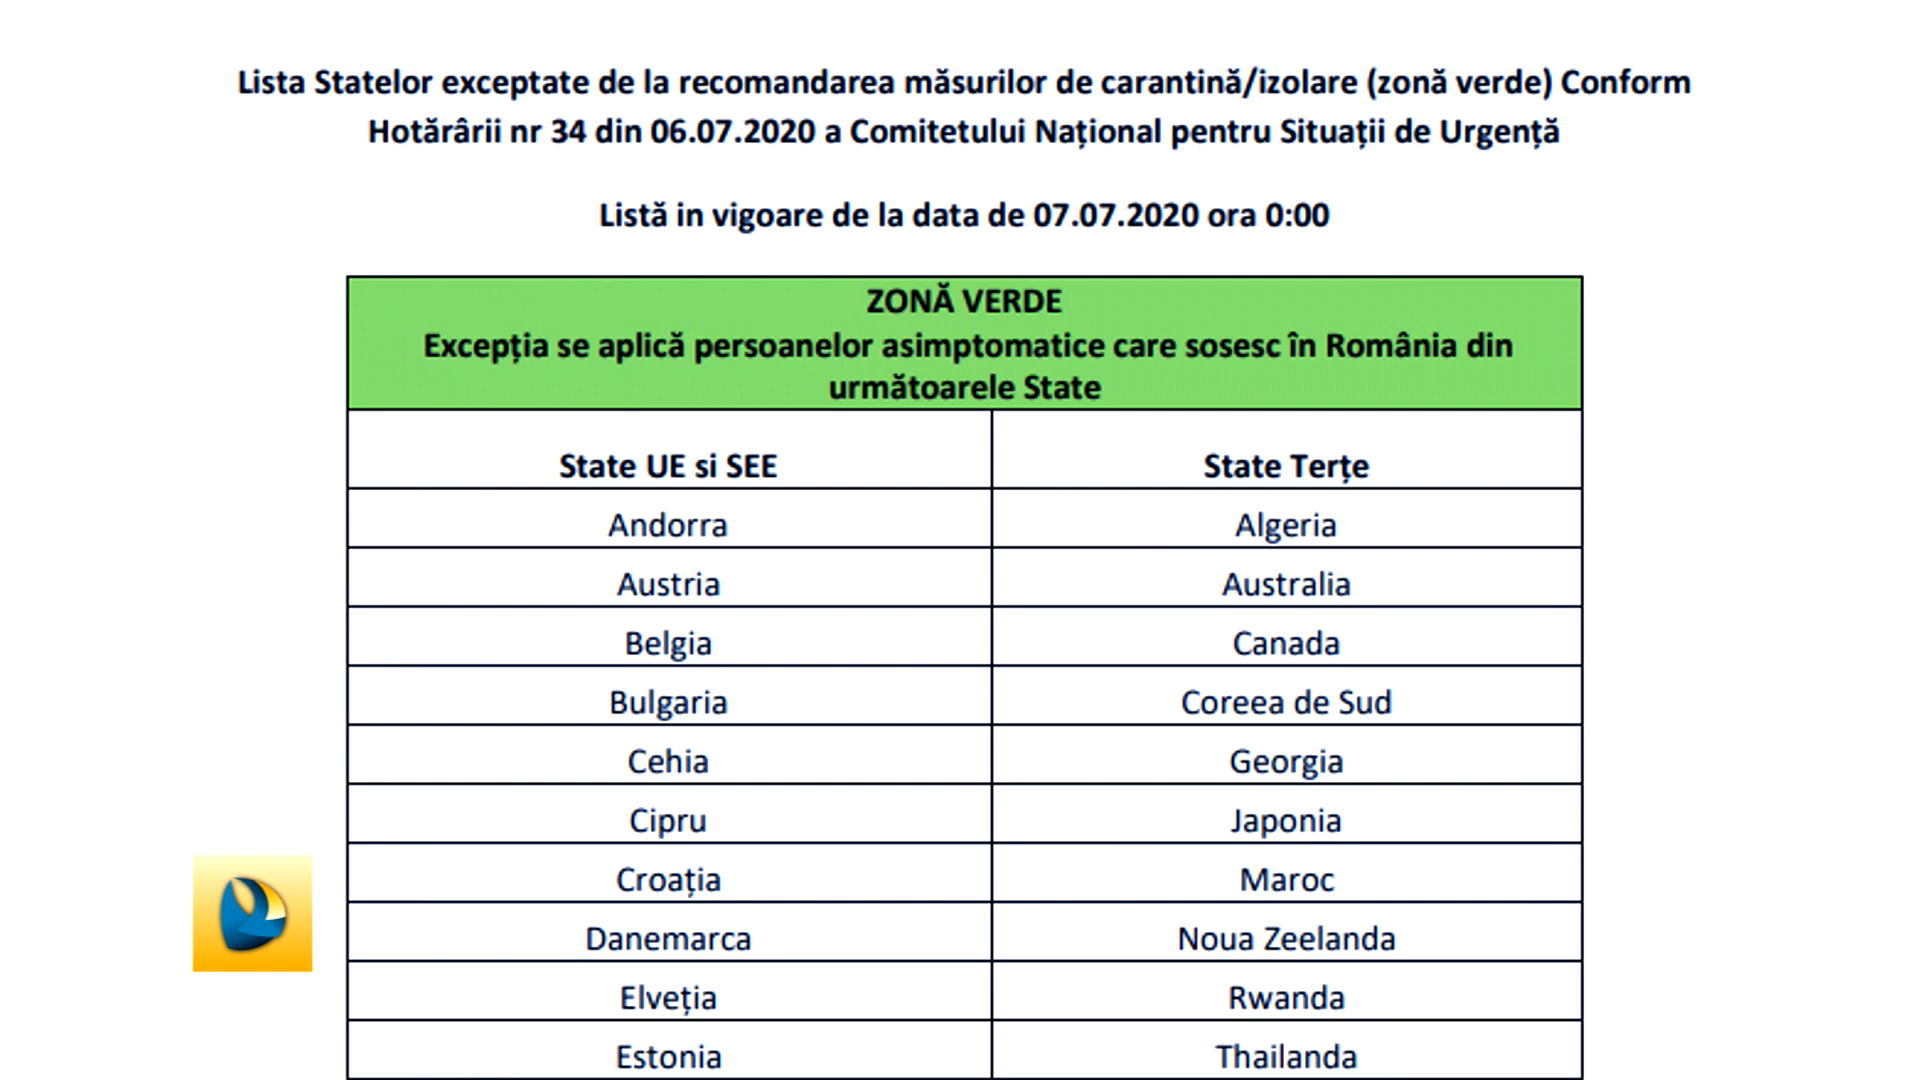 Lista Statelor exceptate de la recomandarea măsurilor de carantină/izolare (zonă verde) Conform
Hotărârii nr 34 din 06.07.2020 a Comitetului Național pentru Situații de Urgență
Listă in vigoare de la data de 07.07.2020 ora 0:00
ZONĂ VERDE
Excepția se aplică persoanelor asimptomatice care sosesc în România din
următoarele State
State UE si SEE State Terțe
Andorra Algeria
Austria Australia
Belgia Canada
Bulgaria Coreea de Sud
Cehia Georgia
Cipru Japonia
Croația Maroc
Danemarca Noua Zeelanda
Elveția Rwanda
Estonia Thailanda